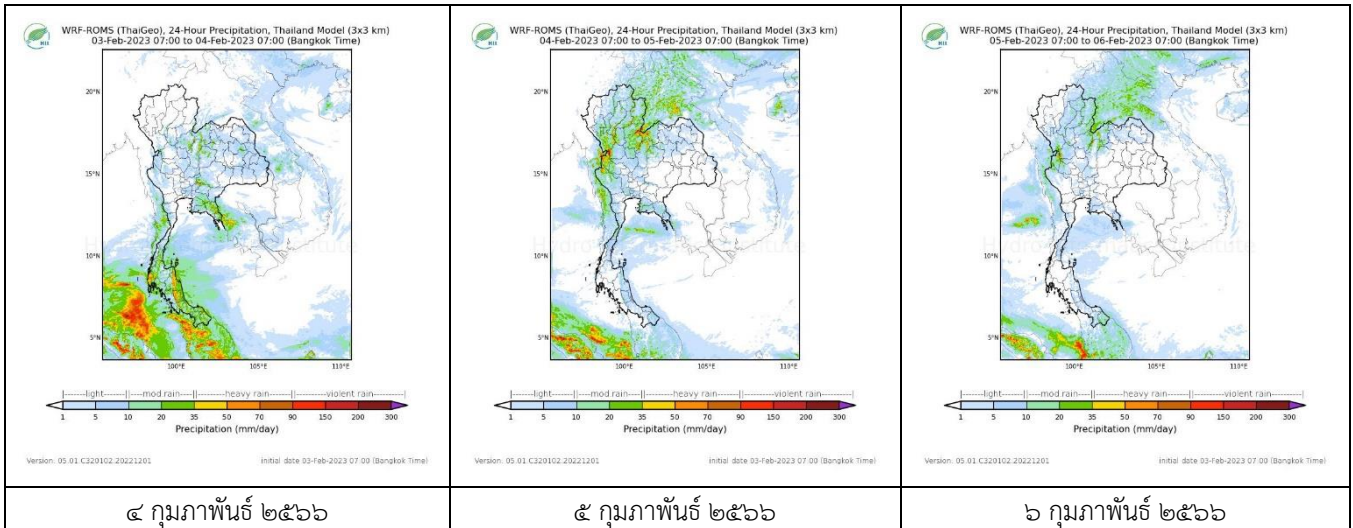 WRF-ROMS (ThaiGeo), 24-Hour Precipitation, Thailand Model (3x3 km)
03-Feb-2023 07:00 to 04-Feb-2023 07:00 (Bangkok Time)
20°N
15°N
10°N
5°N
100°E 105°E 110°E
light mod rain heavy rain violent rain
1 5 10 20 35 50 70 90 150 200 300
Precipitation (mm/day)
Version: 05.01.C320102.20221201 initial date 03-Feb-2023 07:00 (Bangkok Time)
๔ กุมภาพันธ์ ๒๕๖๖
WRF-ROMS (ThaiGeo), 24-Hour Precipitation, Thailand Model (3x3 km)
04-Feb-2023 07:00 to 05-Feb-2023 07:00 (Bangkok Time)
20°N
15°N
10°N
5°N
100°E 105°E 110°E
light mod rain heavy rain violent rain
1 5 10 20 35 50 70 90 150 200 300
Precipitation (mm/day)
Version: 05.01.C320102.20221201 initial date 03-Feb-2023 07:00 (Bangkok Time)
๕ กุมภาพันธ์ ๒๕๖๖
WRF-ROMS (ThaiGeo), 24-Hour Precipitation, Thailand Model (3x3 km)
05-Feb-2023 07:00 to 06-Feb-2023 07:00 (Bangkok Time)
20°N
15°N
10°N
5°N
100°E 105°E 110°E
light mod rain heavy rain violent rain
1 5 10 20 35 50 70 90 150 200 300
Precipitation (mm/day)
Version: 05.01.C320102.20221201 initial date 03-Feb-2023 07:00 (Bangkok Time)
๖ กุมภาพันธ์ ๒๕๖๖